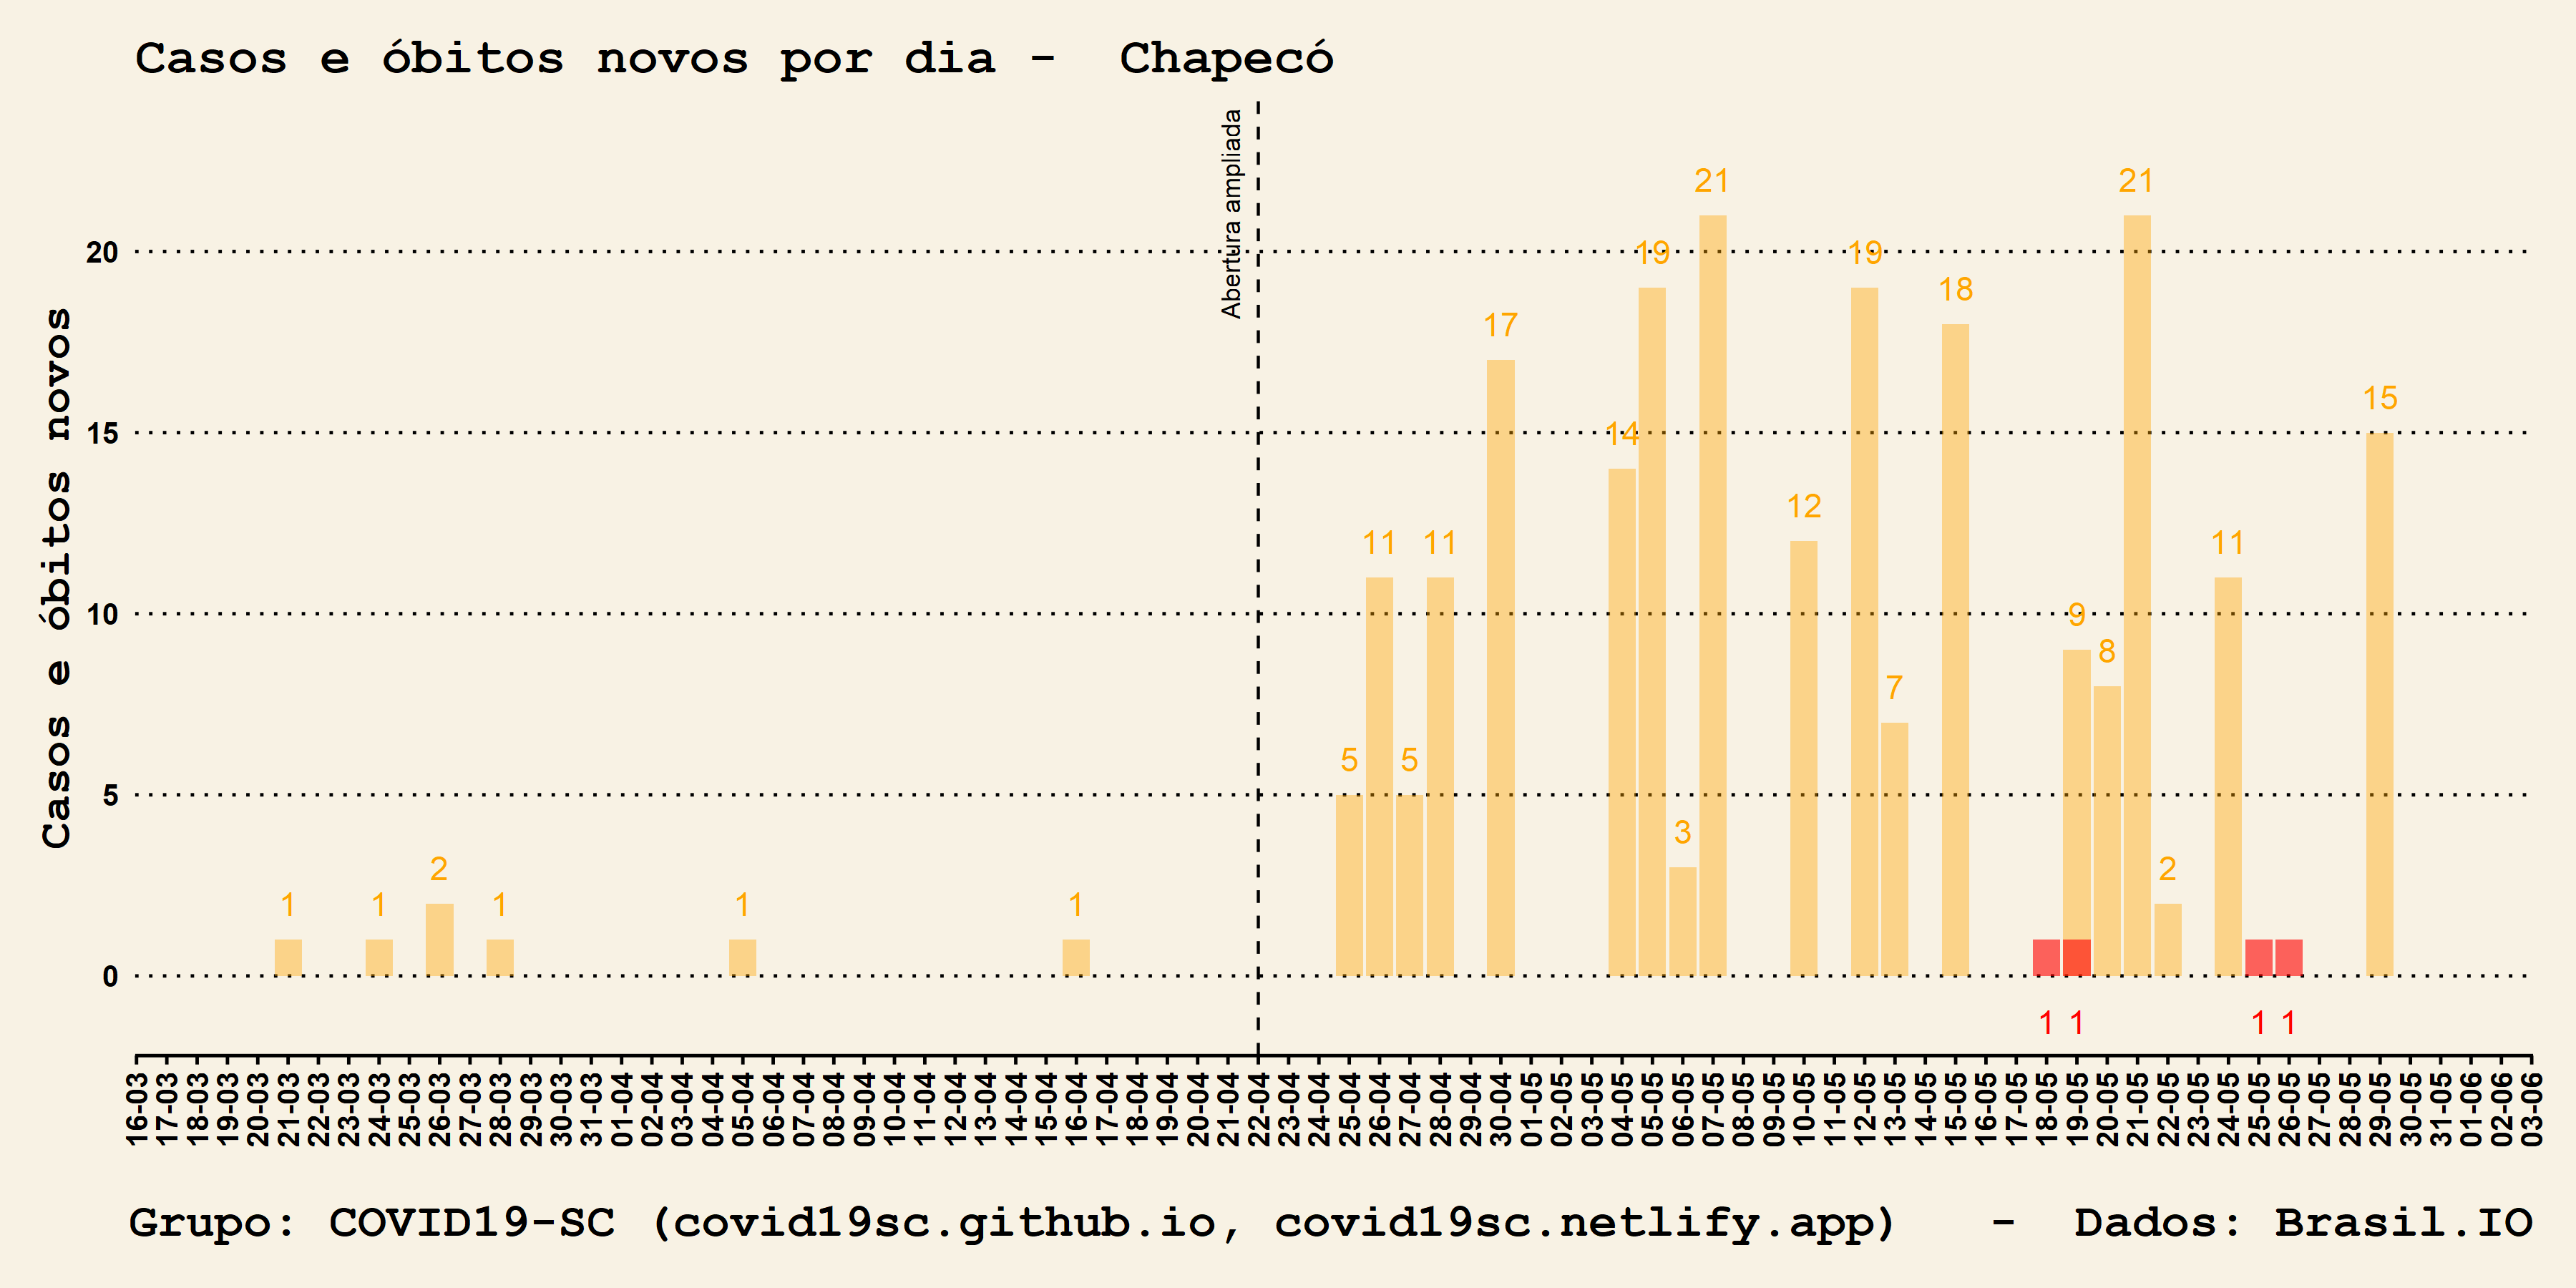 Casos e óbitos novos por dia -  Chapecó
Abertura ampliada
Casos e óbitos novos
20
15
10
5
0
1 1 2 1 1 1 5 11 5 11 17 14 19 3 21 12 19 7 18 9 8 21 2 11 15
1 1 1 1
16-03 17-03 18-03 19-03 20-03 21-03 22-03 23-03 24-03 25-03 26-03 27-03 28-03 29-03 30-03 31-03 01-04 02-04 03-04 04-04 05-04 06-04 07-04 08-04 09-04 10-04 11-04 12-04 13-04 14-04 15-04 16-04 17-04 18-04 19-04 20-04 21-04 22-04 23-04 24-04 25-04 26-04 27-04 28-04 29-04 30-04 01-05 02-05 03-05 04-05 05-05 06-05 07-05 08-05 09-05 10-05 11-05 12-05 13-05 14-05 15-05 16-05 17-05 18-05 19-05 20-05 21-05 22-05 23-05 24-05 25-05 26-05 27-05 28-05 29-05 30-05 31-05 01-06 02-06 03-06
Grupo: COVID19-SC (covid19sc.github.io, covid19sc.netlify.app)   -  Dados: Brasil.IO